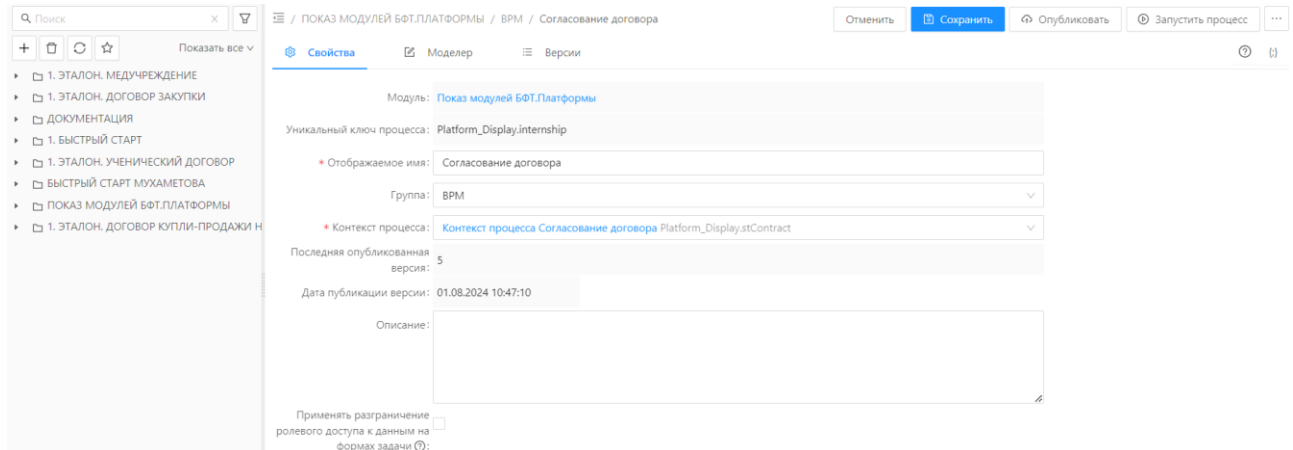 Поиск
Показать все
1. ЭТАЛОН. МЕДУЧРЕЖДЕНИЕ
1. ЭТАЛОН. ДОГОВОР ЗАКУПКИ
ДОКУМЕНТАЦИЯ
1. БЫСТРЫЙ СТАРТ
1. ЭТАЛОН. УЧЕНИЧЕСКИЙ ДОГОВОР
БЫСТРЫЙ СТАРТ МУХАМЕТОВА
ПОКАЗ МОДУЛЕЙ БФТ.ПЛАТФОРМЫ
1. ЭТАЛОН. ДОГОВОР КУПЛИ-ПРОДАЖИ Н
/ ПОКАЗ МОДУЛЕЙ БФТ.ПЛАТФОРМЫ / BPM / Согласование договора
Отменить Сохранить Опубликовать Запустить процесс ...
Свойства Моделер Версии
Модуль: Показ модулей БФТ.Платформы
Уникальный ключ процесса: Platform_Display.internship
* Отображаемое имя: Согласование договора
Группа: BPM
* Контекст процесса: Контекст процесса Согласование договора Platform_Display.stContract
Последняя опубликованная
версия: 5
Дата публикации версии: 01.08.2024 10:47:10
Описание:
Применять разграничение
ролевого доступа к данным на
формах задачи ?: